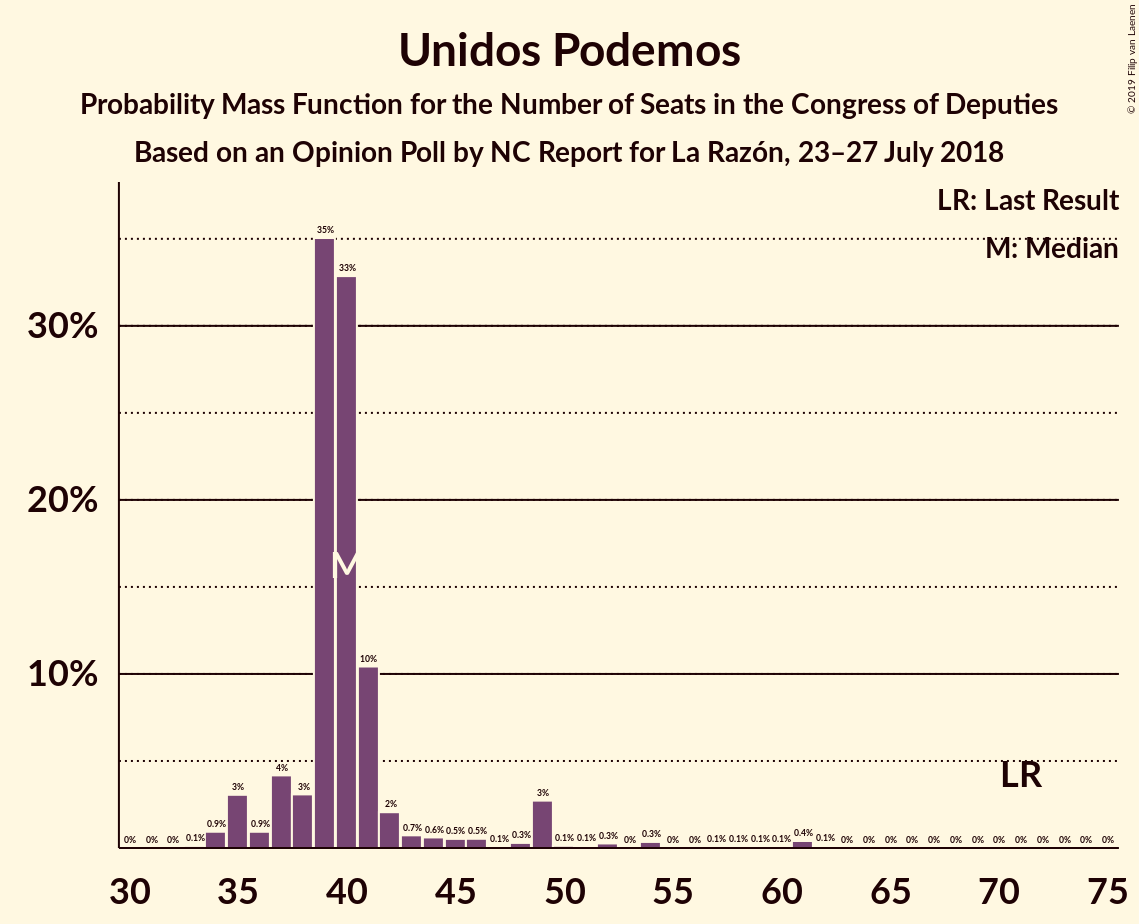 Unidos Podemos
Probability Mass Function for the Number of Seats in the Congress of Deputies
Based on an Opinion Poll by NC Report for La Razón, 23–27 July 2018
© 2019 Filip van Laenen
LR: Last Result
M: Median
30%
20%
10%
0% 0% 0% 0.1% 0.9% 3% 0.9% 4% 3% 35% 33% 10% 2% 0.7% 0.6% 0.5% 0.5% 0.1% 0.3% 3% 0.1% 0.1% 0.3% 0% 0.3% 0% 0% 0.1% 0.1% 0.1% 0.1% 0.4% 0.1% 0% 0% 0% 0% 0% 0% 0% 0% 0% 0% 0% 0% 0%
M
LR
30 35 40 45 50 55 60 65 70 75